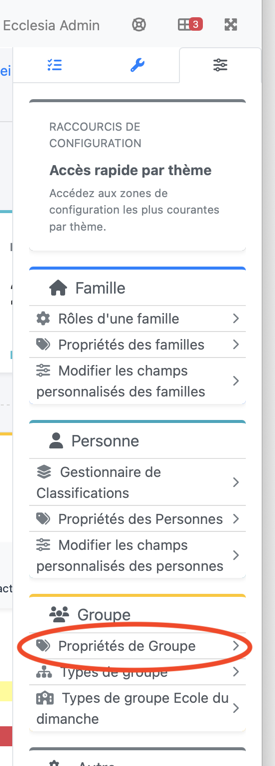 Ecclesia Admin
3
ei
RACCOURCIS DE
CONFIGURATION
Accès rapide par thème
Accédez aux zones de
configuration les plus courantes
par thème.
Famille
Rôles d'une famille
Propriétés des familles
Modifier les champs
personnalisés des familles
Personne
Gestionnaire de
Classifications
Propriétés des Personnes
Modifier les champs
personnalisés des personnes
act
Groupe
Propriétés de Groupe
Types de groupe
Types de groupe Ecole du
dimanche
Autre